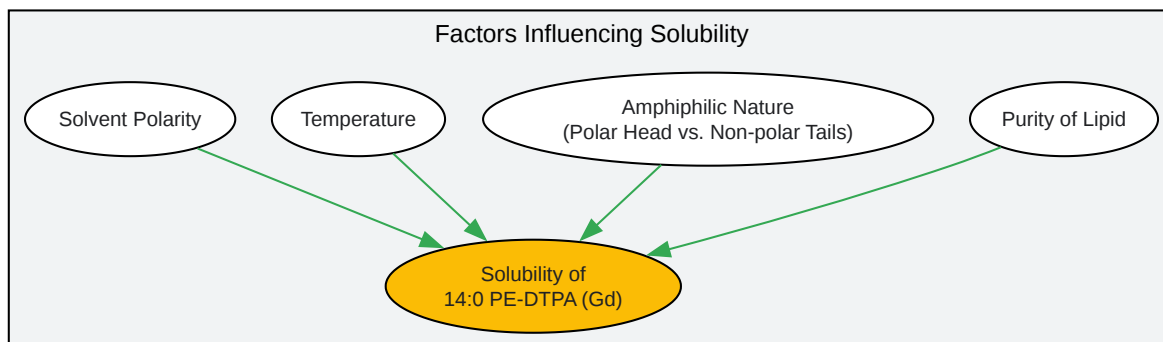 Factors Influencing Solubility
Solvent Polarity
Temperature
Amphiphilic Nature
(Polar Head vs. Non-polar Tails)
Purity of Lipid
Solubility of
14:0 PE-DTPA (Gd)